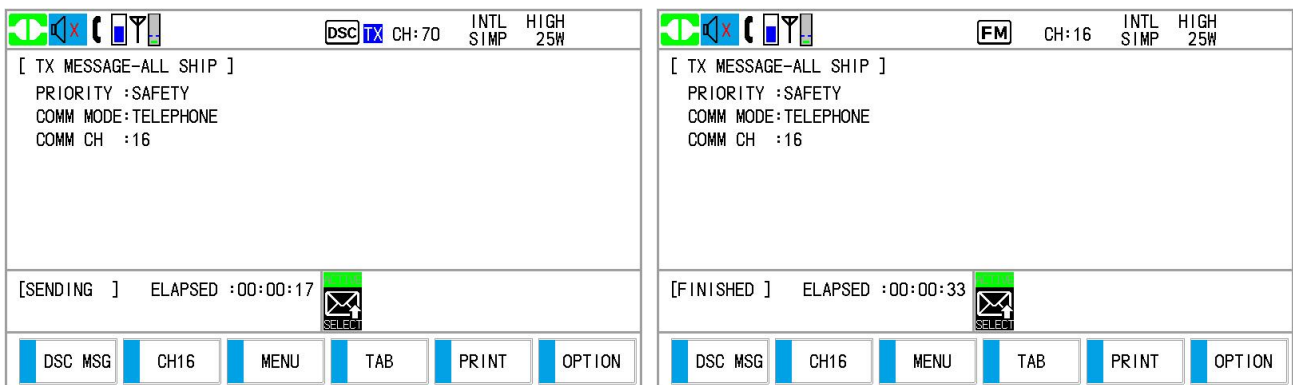 DSC TX CH:70 INTL SIMP HIGH 25W
[ TX MESSAGE-ALL SHIP ]
PRIORITY :SAFETY
COMM MODE:TELEPHONE
COMM CH :16
[SENDING ] ELAPSED :00:00:17
SELECT
DSC MSG CH16 MENU TAB PRINT OPTION
FM CH:16 INTL SIMP HIGH 25W
[ TX MESSAGE-ALL SHIP ]
PRIORITY :SAFETY
COMM MODE:TELEPHONE
COMM CH :16
[FINISHED ] ELAPSED :00:00:33
SELECT
DSC MSG CH16 MENU TAB PRINT OPTION